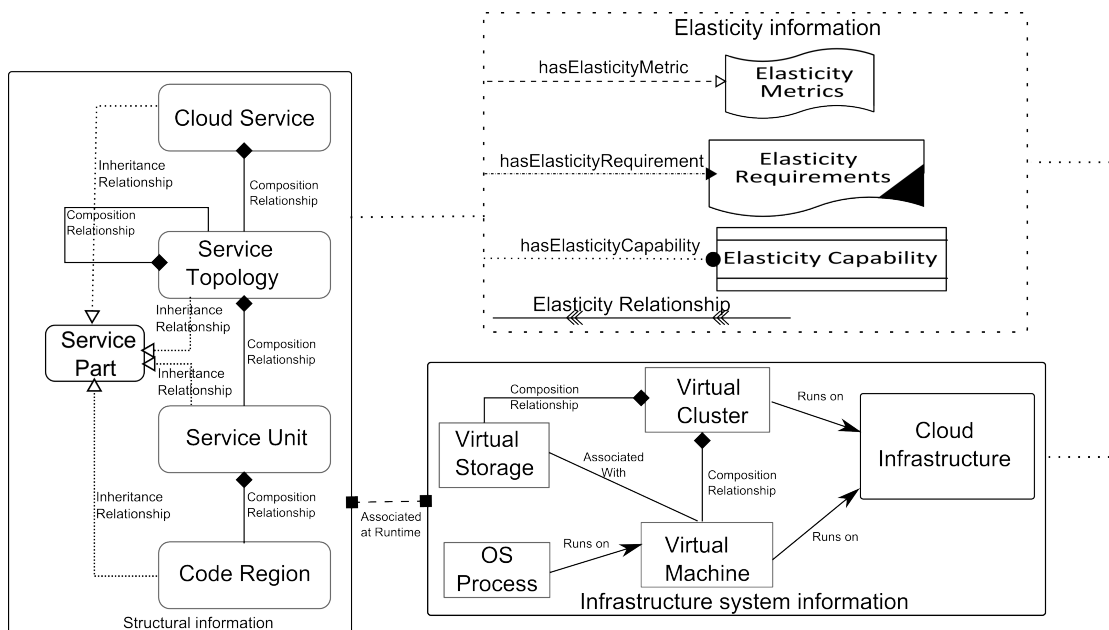 Elasticity information
hasElasticityMetric
Elasticity
Metrics
hasElasticityRequirement
Elasticity
Requirements
hasElasticityCapability
Elasticity Capability
Elasticity Relationship
Cloud Service
Inheritance
Relationship
Composition
Relationship
Composition
Relationship
Service
Topology
Inheritance
Relationship
Service
Part
Composition
Relationship
Inheritance
Relationship
Service Unit
Inheritance
Relationship
Composition
Relationship
Code Region
Structural information
Associated
at Runtime
Composition
Relationship
Virtual
Cluster
Runs on
Cloud
Infrastructure
Virtual
Storage
Associated
With
Composition
Relationship
OS
Process
Runs on
Virtual
Machine
Runs on
Infrastructure system information